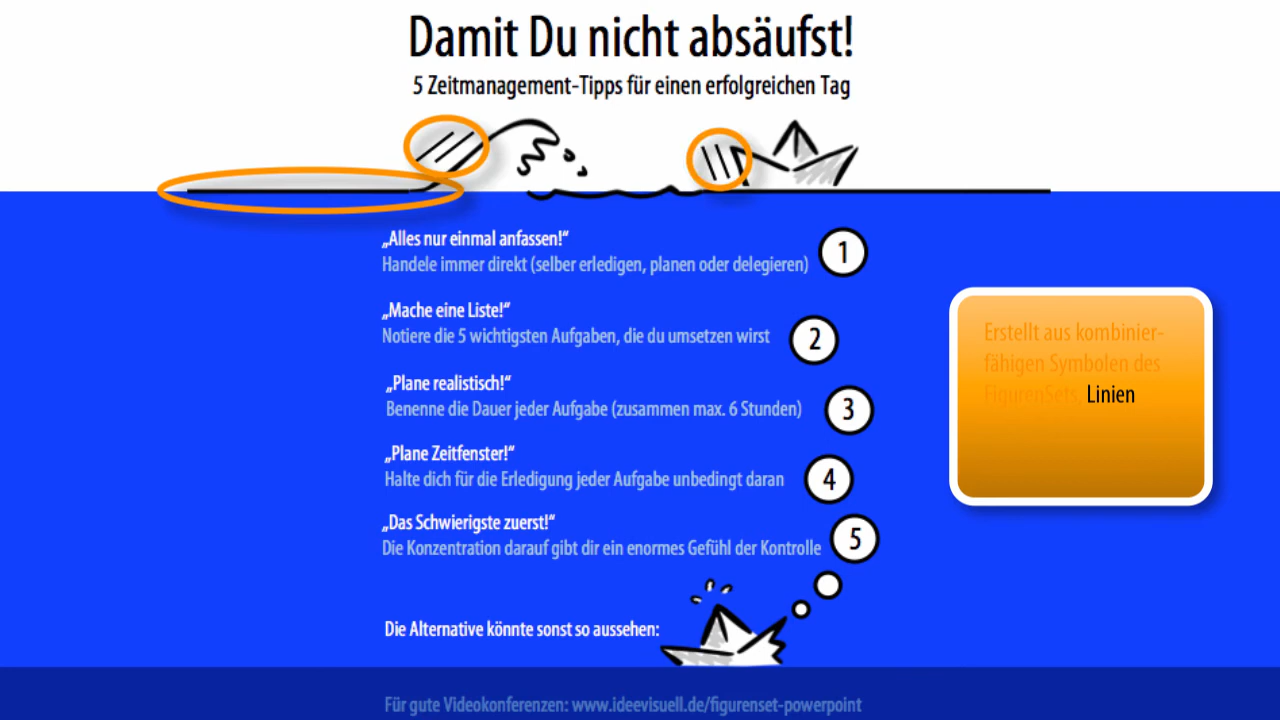 Damit Du nicht absäufst!
5 Zeitmanagement-Tipps für einen erfolgreichen Tag
„Alles nur einmal anfassen!“
Handele immer direkt (selber erledigen, planen oder delegieren)
1
„Mache eine Liste!“
Notiere die 5 wichtigsten Aufgaben, die du umsetzen wirst
2
„Plane realistisch!“
Benenne die Dauer jeder Aufgabe (zusammen max. 6 Stunden)
3
„Plane Zeitfenster!“
Halte dich für die Erledigung jeder Aufgabe unbedingt daran
4
„Das Schwierigste zuerst!“
Die Konzentration darauf gibt dir ein enormes Gefühl der Kontrolle
5
Erstellt aus kombinier-
fähigen Symbolen des
FigurenSets, Linien
Die Alternative könnte sonst so aussehen:
Für gute Videokonferenzen: www.ideevisuell.de/figurenset-powerpoint